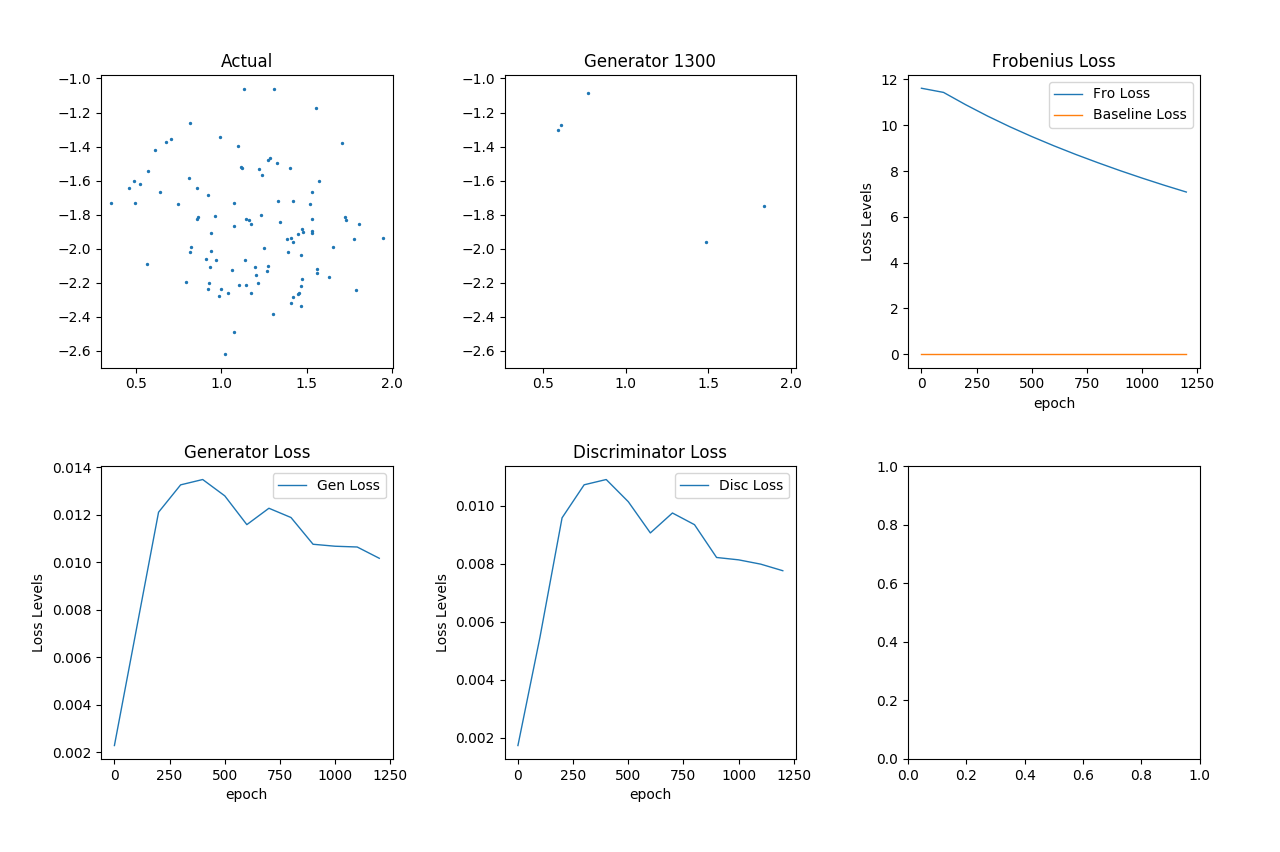 Actual
−1.0
−1.2
−1.4
−1.6
−1.8
−2.0
−2.2
−2.4
−2.6
0.5 1.0 1.5 2.0
Generator 1300
−1.0
−1.2
−1.4
−1.6
−1.8
−2.0
−2.2
−2.4
−2.6
0.5 1.0 1.5 2.0
Frobenius Loss
Fro Loss
Baseline Loss
Loss Levels
12
10
8
6
4
2
0
0 250 500 750 1000 1250
epoch
Generator Loss
Gen Loss
Loss Levels
0.014
0.012
0.010
0.008
0.006
0.004
0.002
0 250 500 750 1000 1250
epoch
Discriminator Loss
Disc Loss
Loss Levels
0.010
0.008
0.006
0.004
0.002
0 250 500 750 1000 1250
epoch
1.0
0.8
0.6
0.4
0.2
0.0
0.0 0.2 0.4 0.6 0.8 1.0